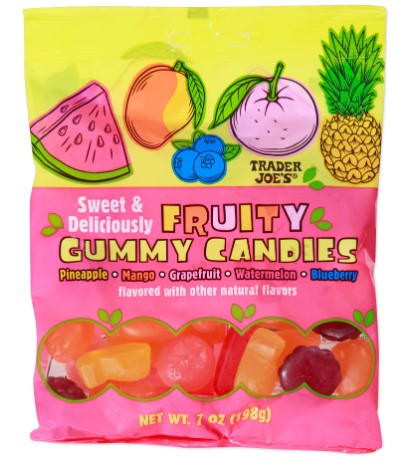 TRADER
JOE'S®
Sweet &
Deliciously FRUITY
GUMMY CANDIES
Pineapple • Mango • Grapefruit • Watermelon • Blueberry
flavored with other natural flavors
NET WT. 7 OZ (198g)